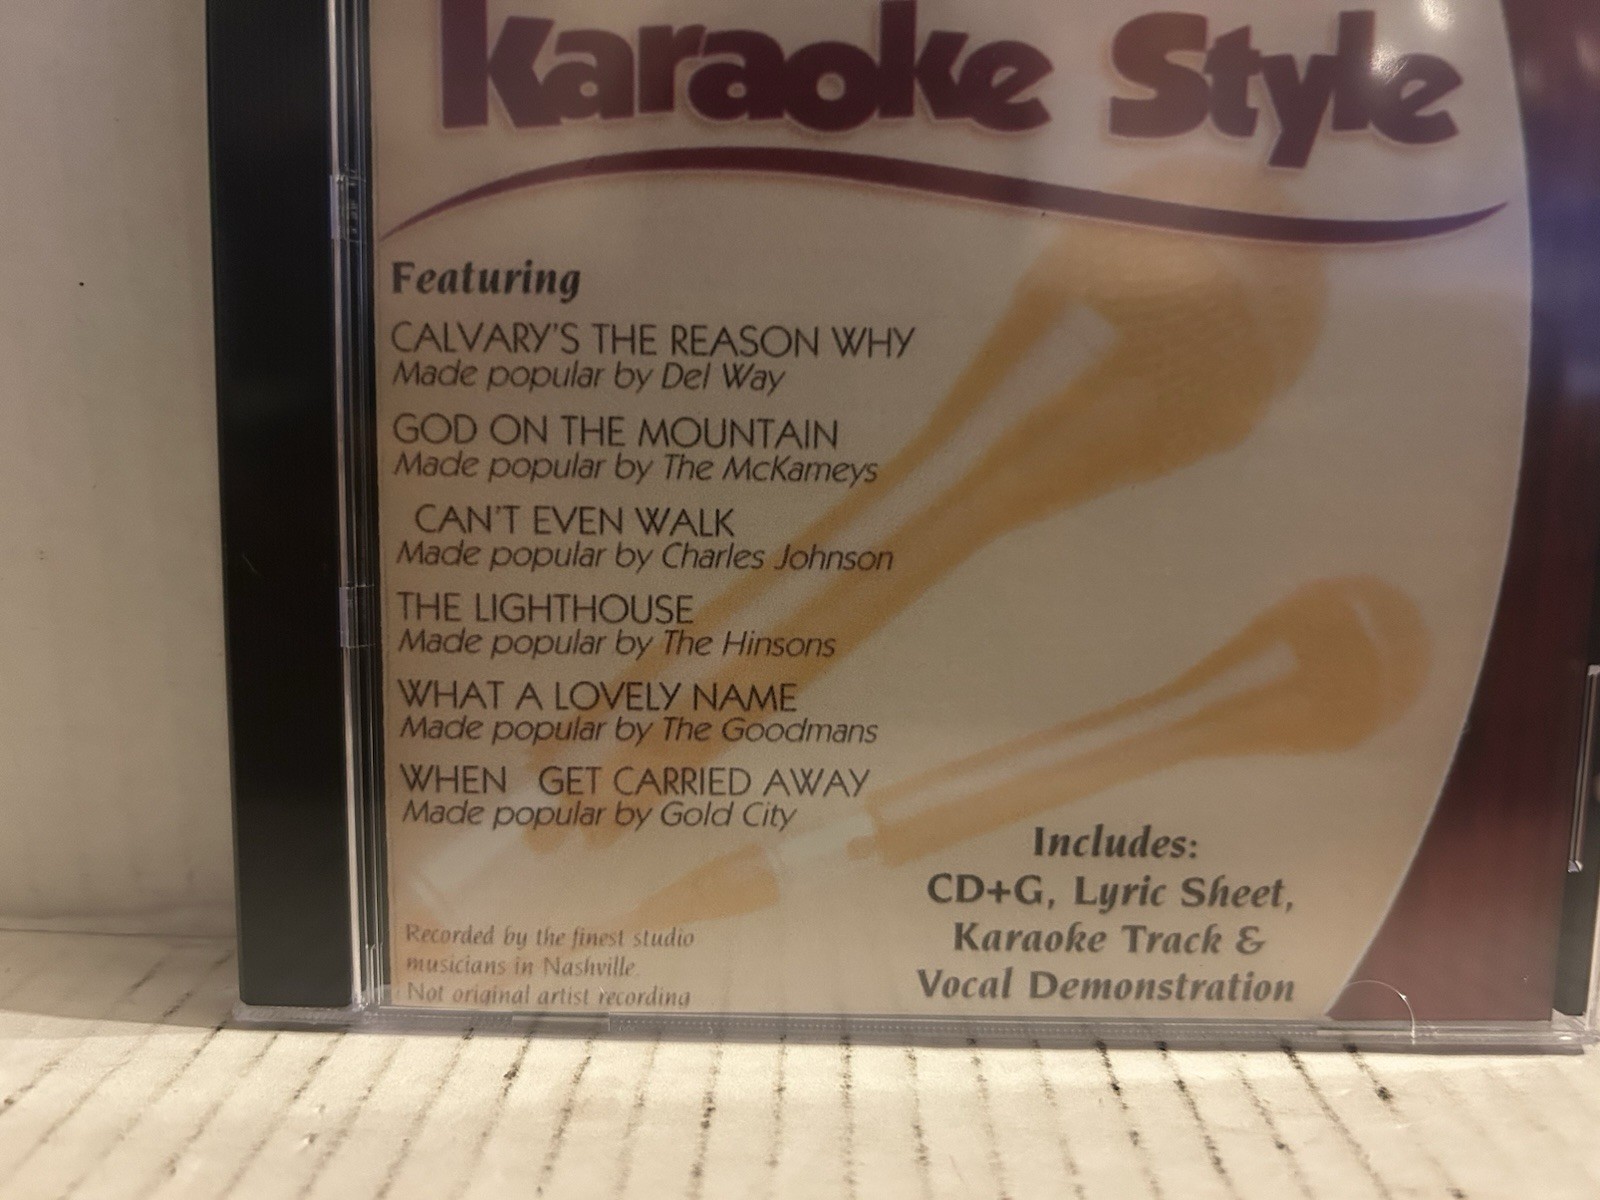 Karaoke Style
Featuring
CALVARY'S THE REASON WHY
Made popular by Del Way
GOD ON THE MOUNTAIN
Made popular by The McKameys
CAN'T EVEN WALK
Made popular by Charles Johnson
THE LIGHTHOUSE
Made popular by The Hinsons
WHAT A LOVELY NAME
Made popular by The Goodmans
WHEN GET CARRIED AWAY
Made popular by Gold City
Recorded by the finest studio
musicians in Nashville.
Not original artist recording
Includes:
CD+G, Lyric Sheet,
Karaoke Track &
Vocal Demonstration